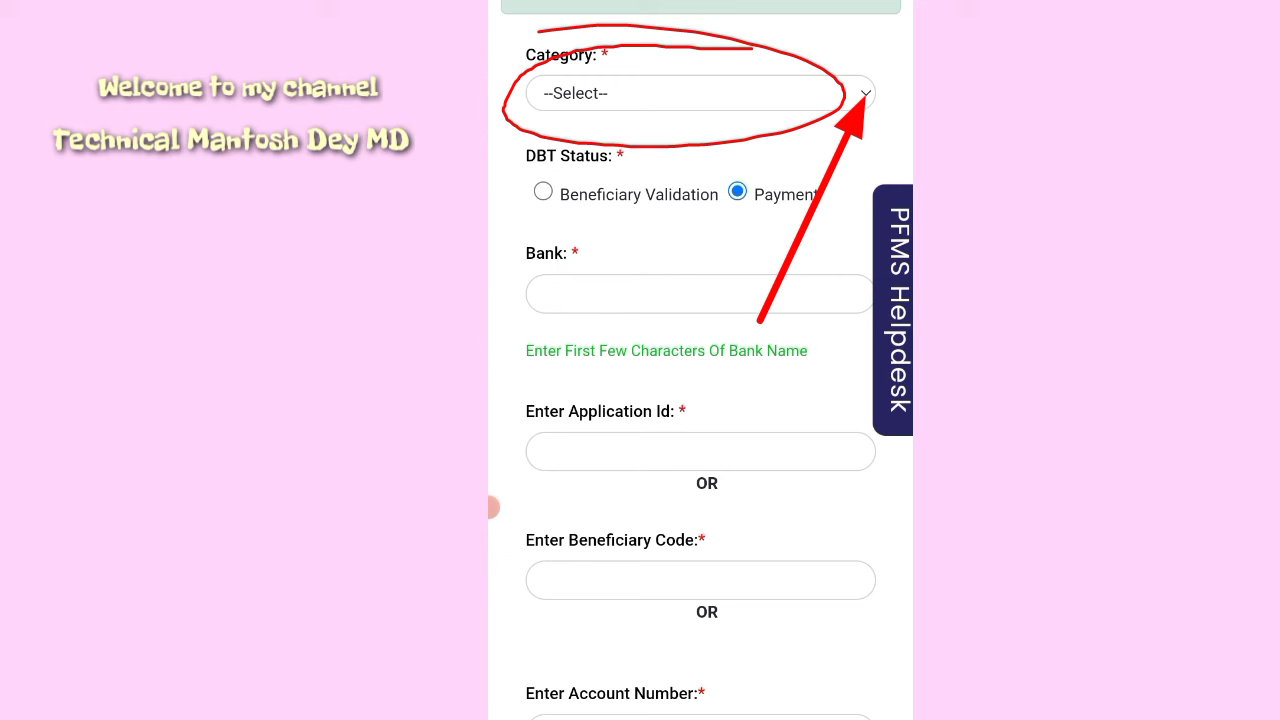 Welcome to my channel
Technical Mantosh Dey MD
Category: *
--Select--
DBT Status: *
Beneficiary Validation
Payment
Bank: *
Enter First Few Characters Of Bank Name
Enter Application Id: *
OR
Enter Beneficiary Code:*
OR
Enter Account Number:*
PFMS Helpdesk